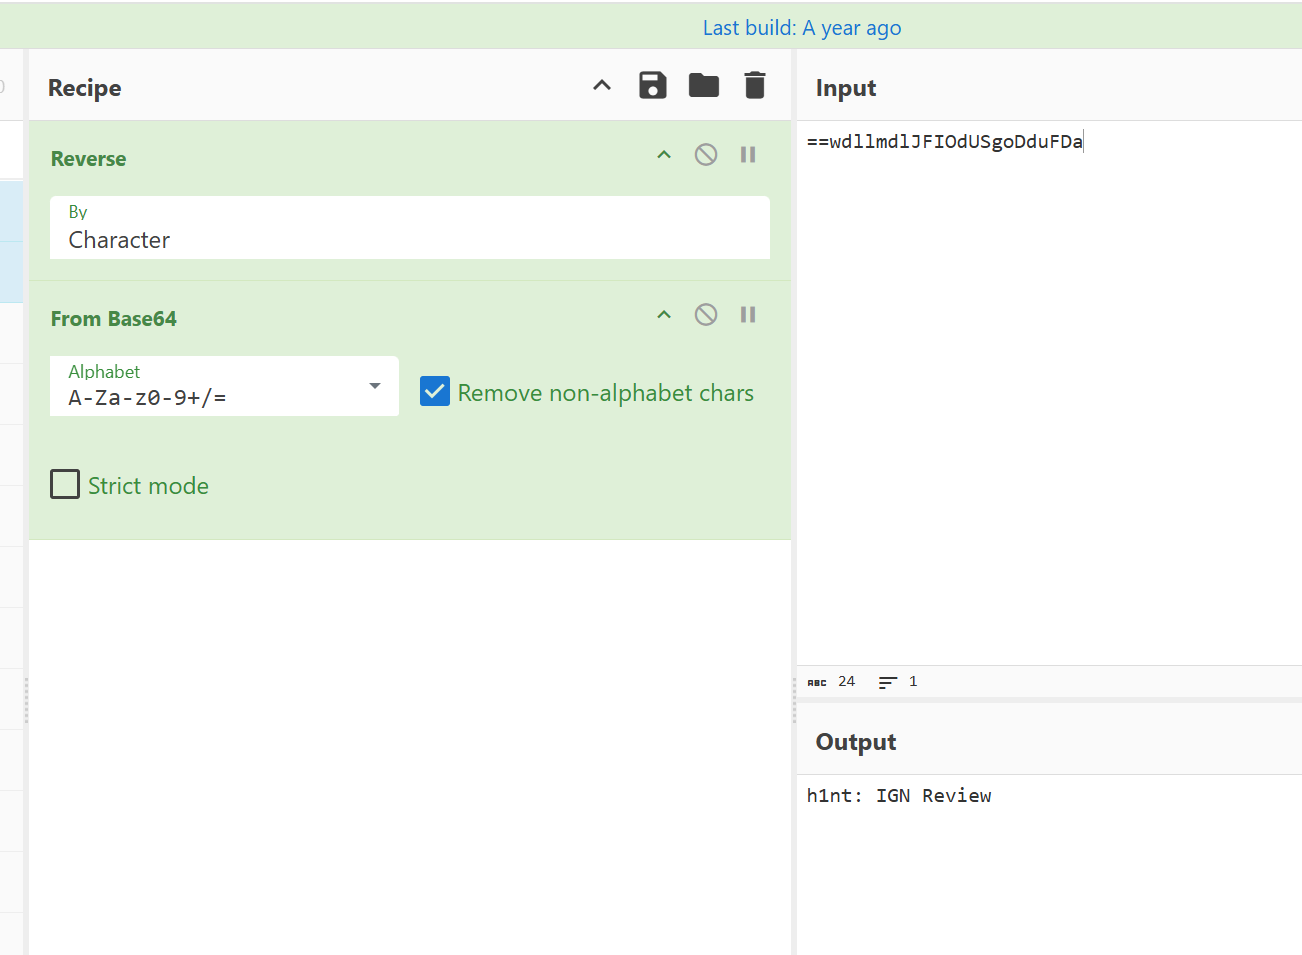 Last build: A year ago
Recipe
Reverse
By
Character
From Base64
Alphabet
A-Za-z0-9+/=
Remove non-alphabet chars
Strict mode
Input
==wdllmdlJFIOdUSgoDduFDa
ABC 24 1
Output
h1nt: IGN Review